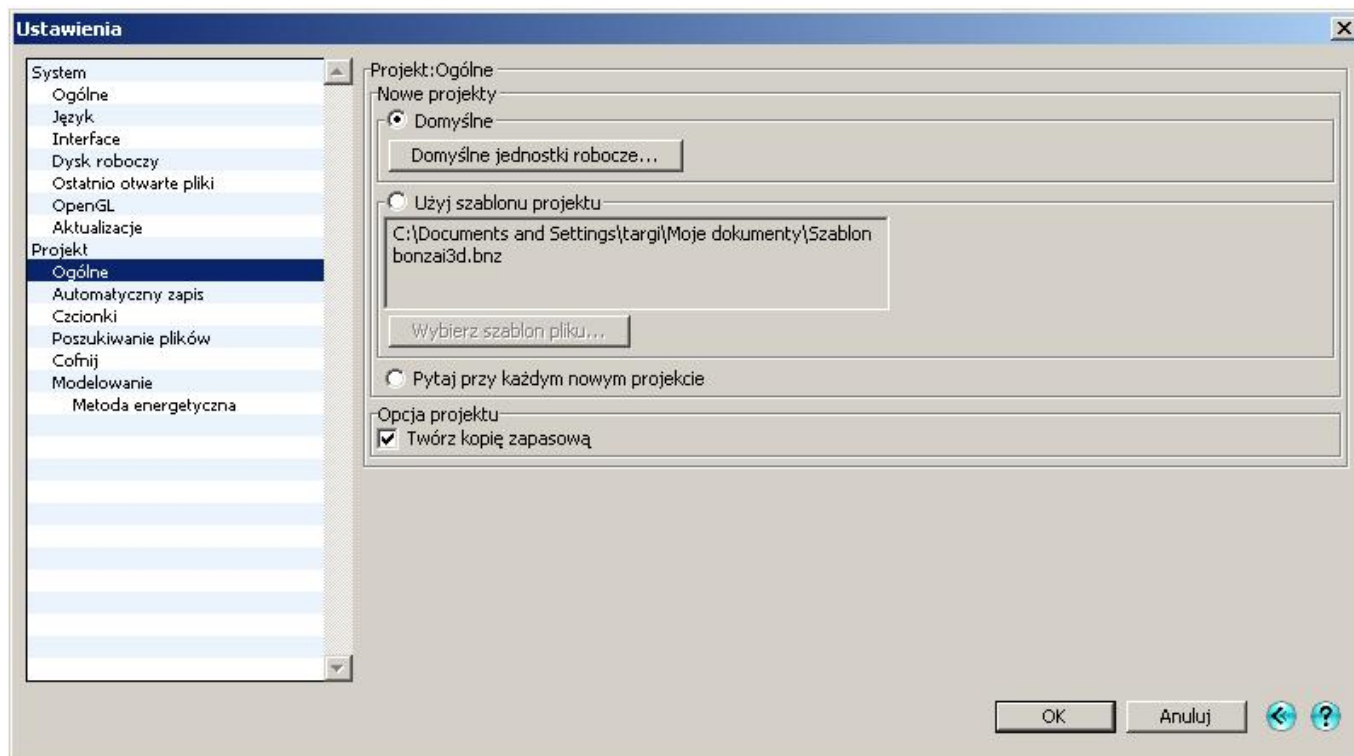 Ustawienia
System
Ogólne
Język
Interface
Dysk roboczy
Ostatnio otwarte pliki
OpenGL
Aktualizacje
Projekt
Ogólne
Automatyczny zapis
Czcionki
Poszukiwanie plików
Cofnij
Modelowanie
Metoda energetyczna
Projekt:Ogólne
Nowe projekty
Domyślne
Domyślne jednostki robocze...
Użyj szablonu projektu
C:\Documents and Settings\targi\Moje dokumenty\Szablon
bonzai3d.bnz
Wybierz szablon pliku...
Pytaj przy każdym nowym projekcie
Opcja projektu
Twórz kopię zapasową
OK
Anuluj
?